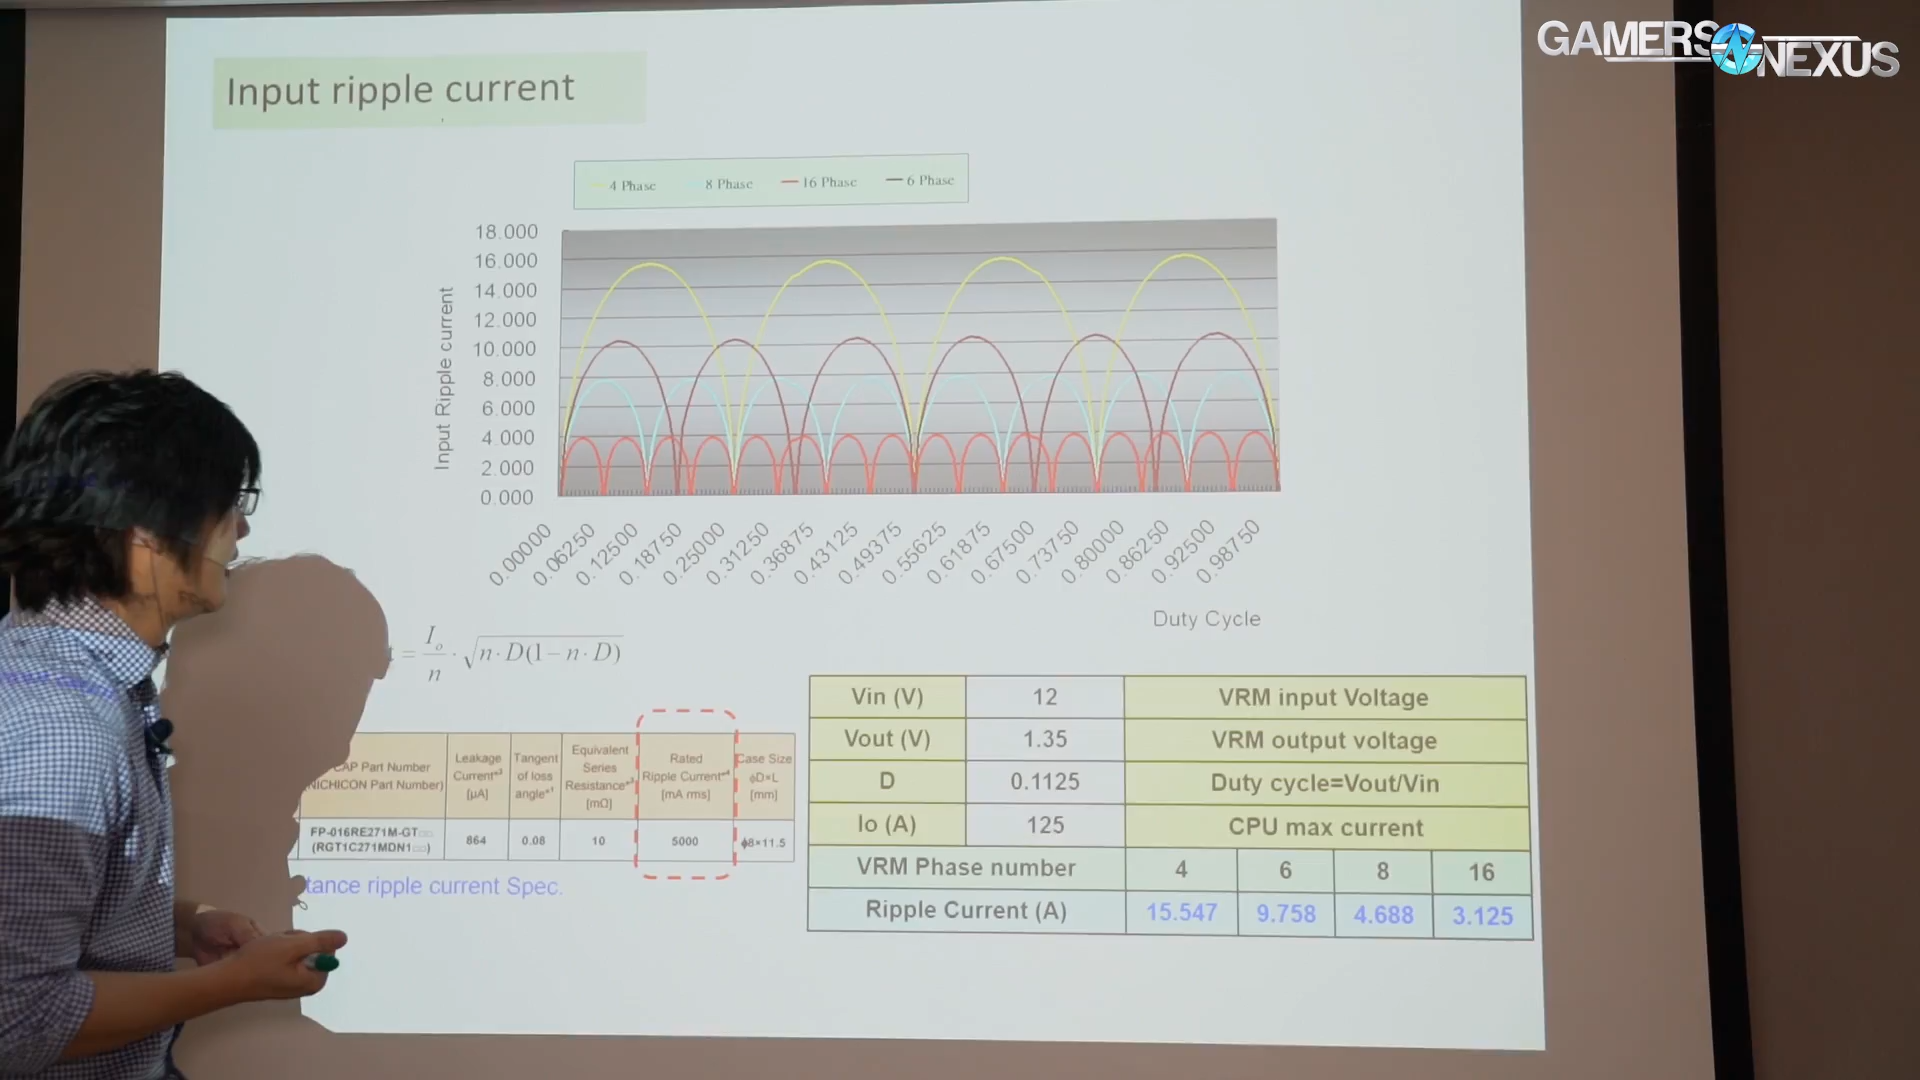 GAMERS NEXUS
Input ripple current
4 Phase 8 Phase 16 Phase 6 Phase
18.000
16.000
14.000
12.000
10.000
8.000
6.000
4.000
2.000
0.000
Input Ripple current
0.00000
0.06250
0.12500
0.18750
0.25000
0.31250
0.36875
0.43125
0.49375
0.55625
0.61875
0.67500
0.73750
0.80000
0.86250
0.92500
0.98750
Duty Cycle
= I_o/n · √n · D(1 − n · D)
CAP Part Number
NICHICON Part Number)
Leakage
Current*²
[μA]
Tangent
of loss
angle*¹
Equivalent
Series
Resistance*³
[mΩ]
Rated
Ripple Current*⁴
[mA rms]
Case Size
ϕD×L
[mm]
FP-016RE271M-GT□□
(RGT1C271MDN1□□)
864
0.08
10
5000
ϕ8×11.5
tance ripple current Spec.
Vin (V) 12 VRM input Voltage
Vout (V) 1.35 VRM output voltage
D 0.1125 Duty cycle=Vout/Vin
Io (A) 125 CPU max current
VRM Phase number 4 6 8 16
Ripple Current (A) 15.547 9.758 4.688 3.125